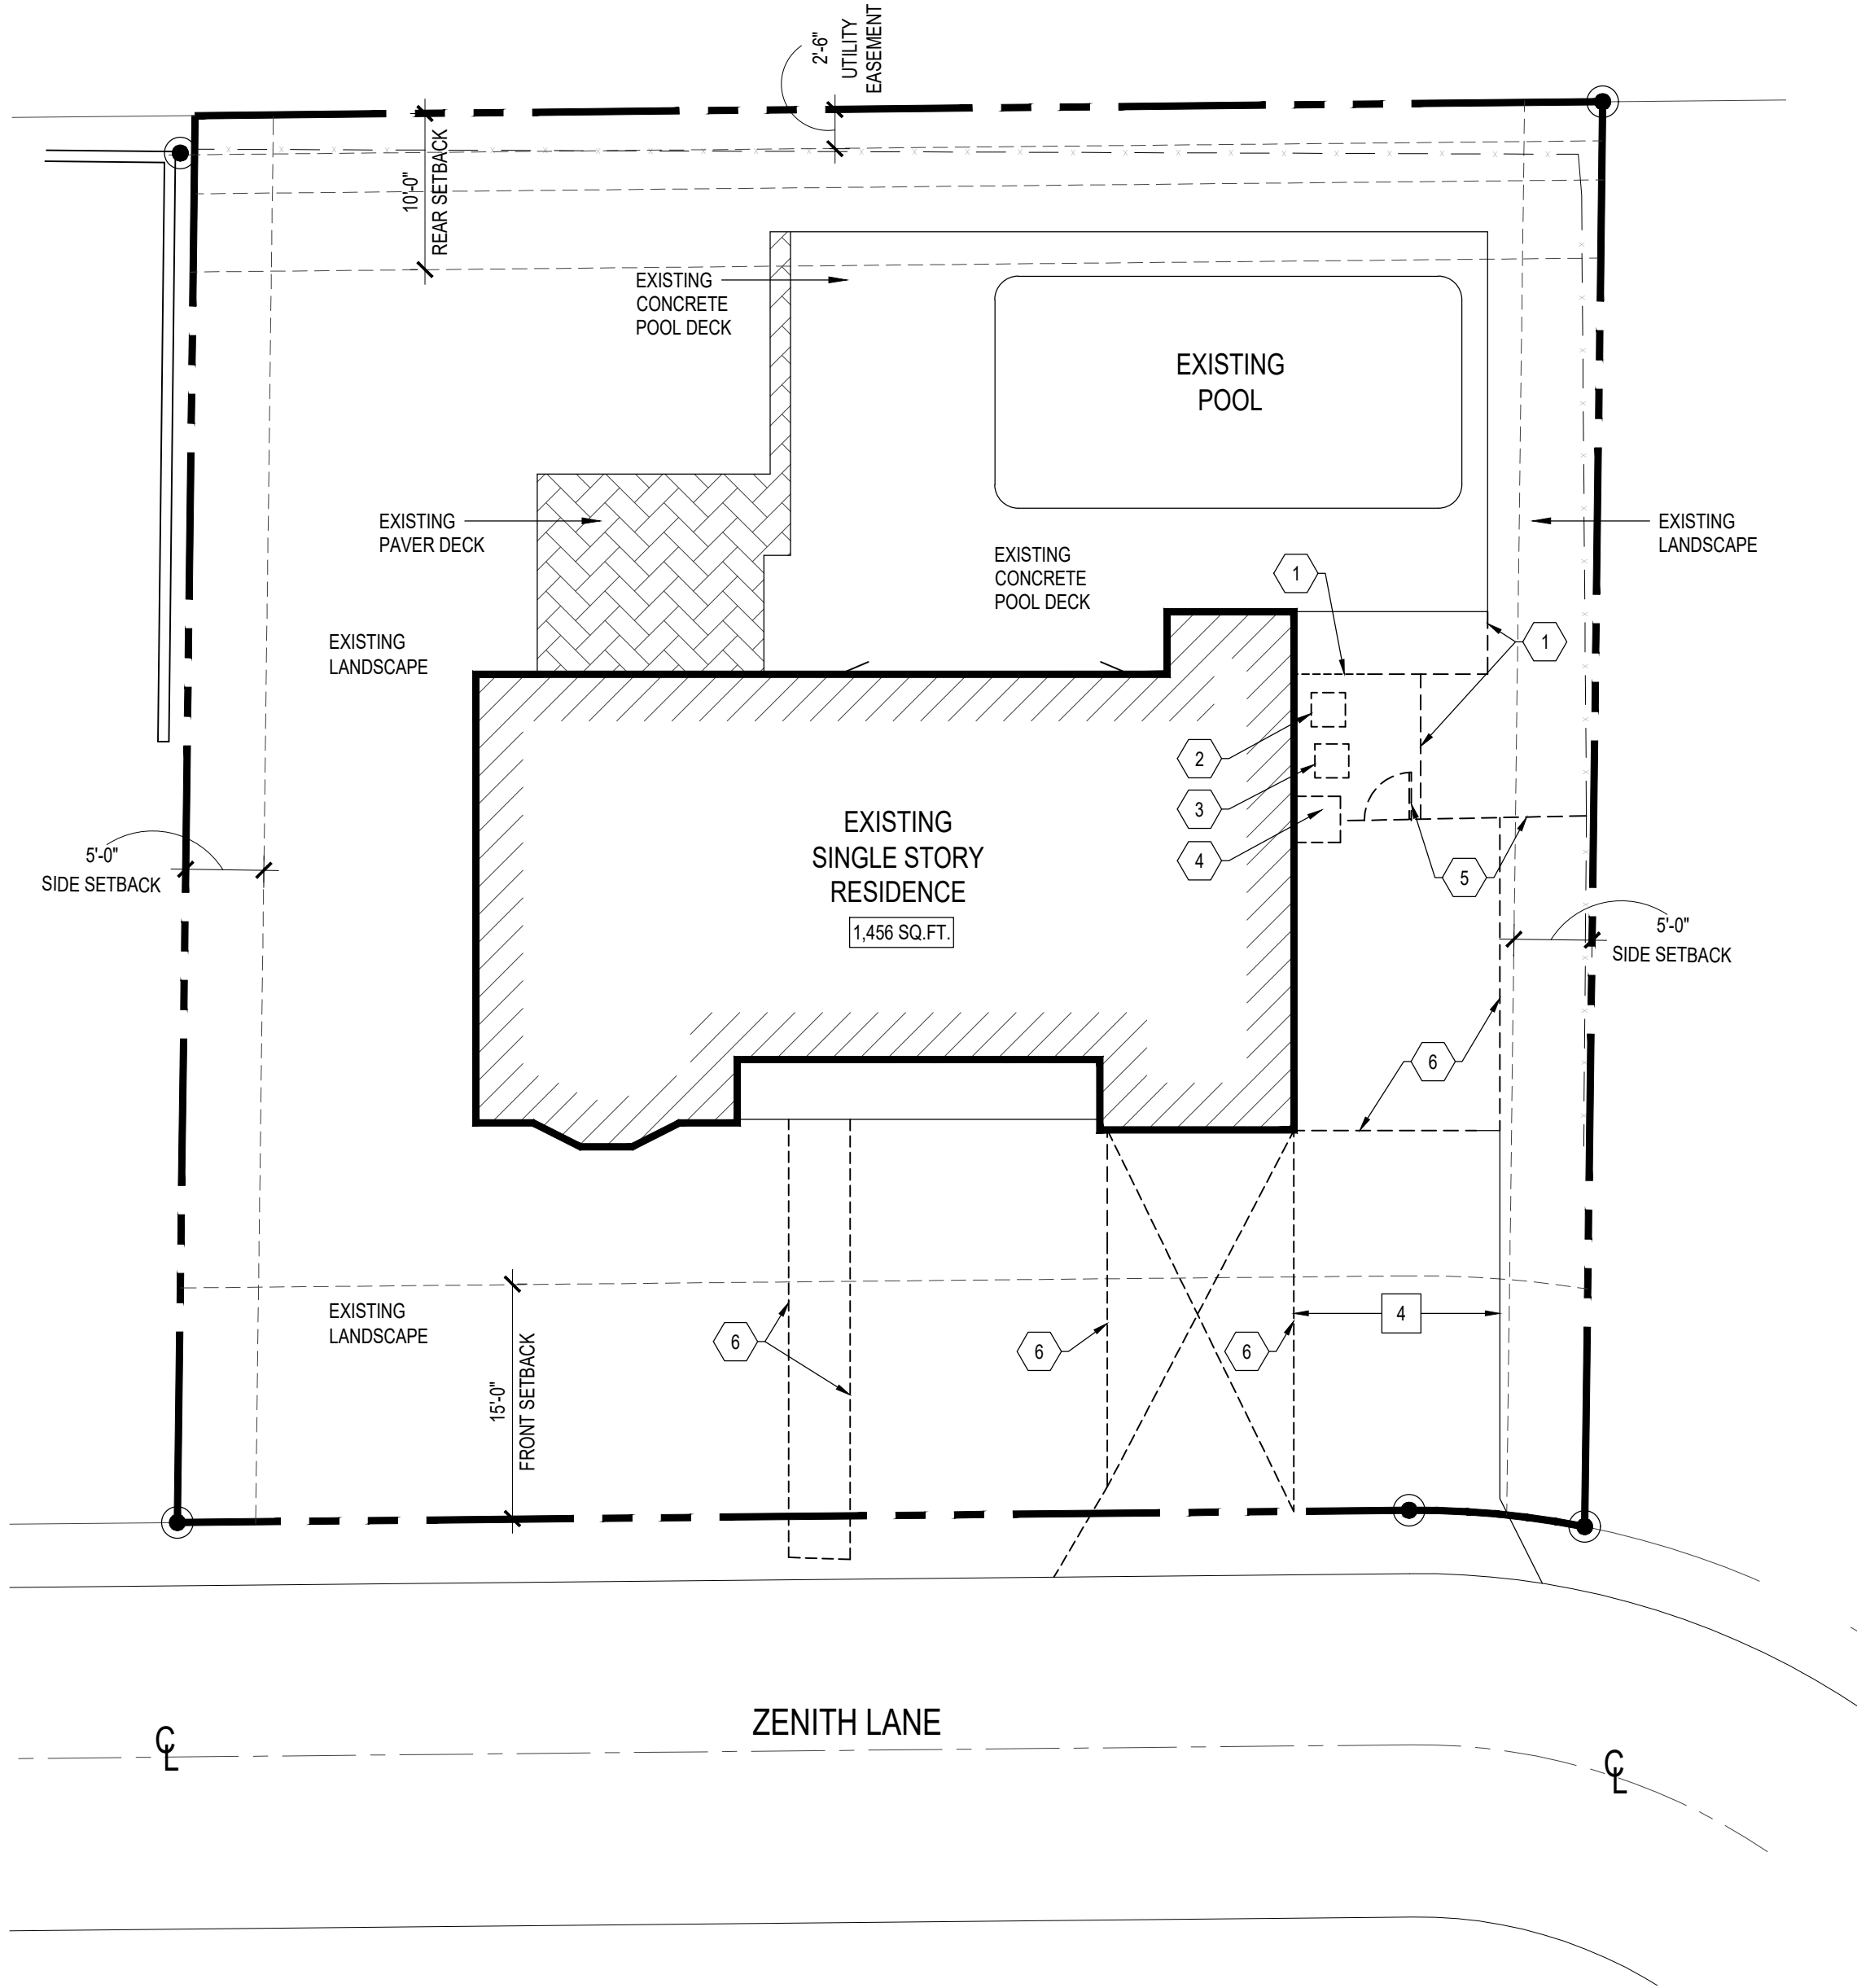 2'-6"
UTILITY
EASEMENT
10'-0"
REAR SETBACK
EXISTING
CONCRETE
POOL DECK
EXISTING
POOL
EXISTING
PAVER DECK
EXISTING
CONCRETE
POOL DECK
EXISTING
LANDSCAPE
1
EXISTING
LANDSCAPE
1
2
3
4
5
EXISTING
SINGLE STORY
RESIDENCE
1,456 SQ.FT.
5'-0"
SIDE SETBACK
5'-0"
SIDE SETBACK
6
EXISTING
LANDSCAPE
15'-0"
FRONT SETBACK
6
6
6
4
ZENITH LANE
CL
CL